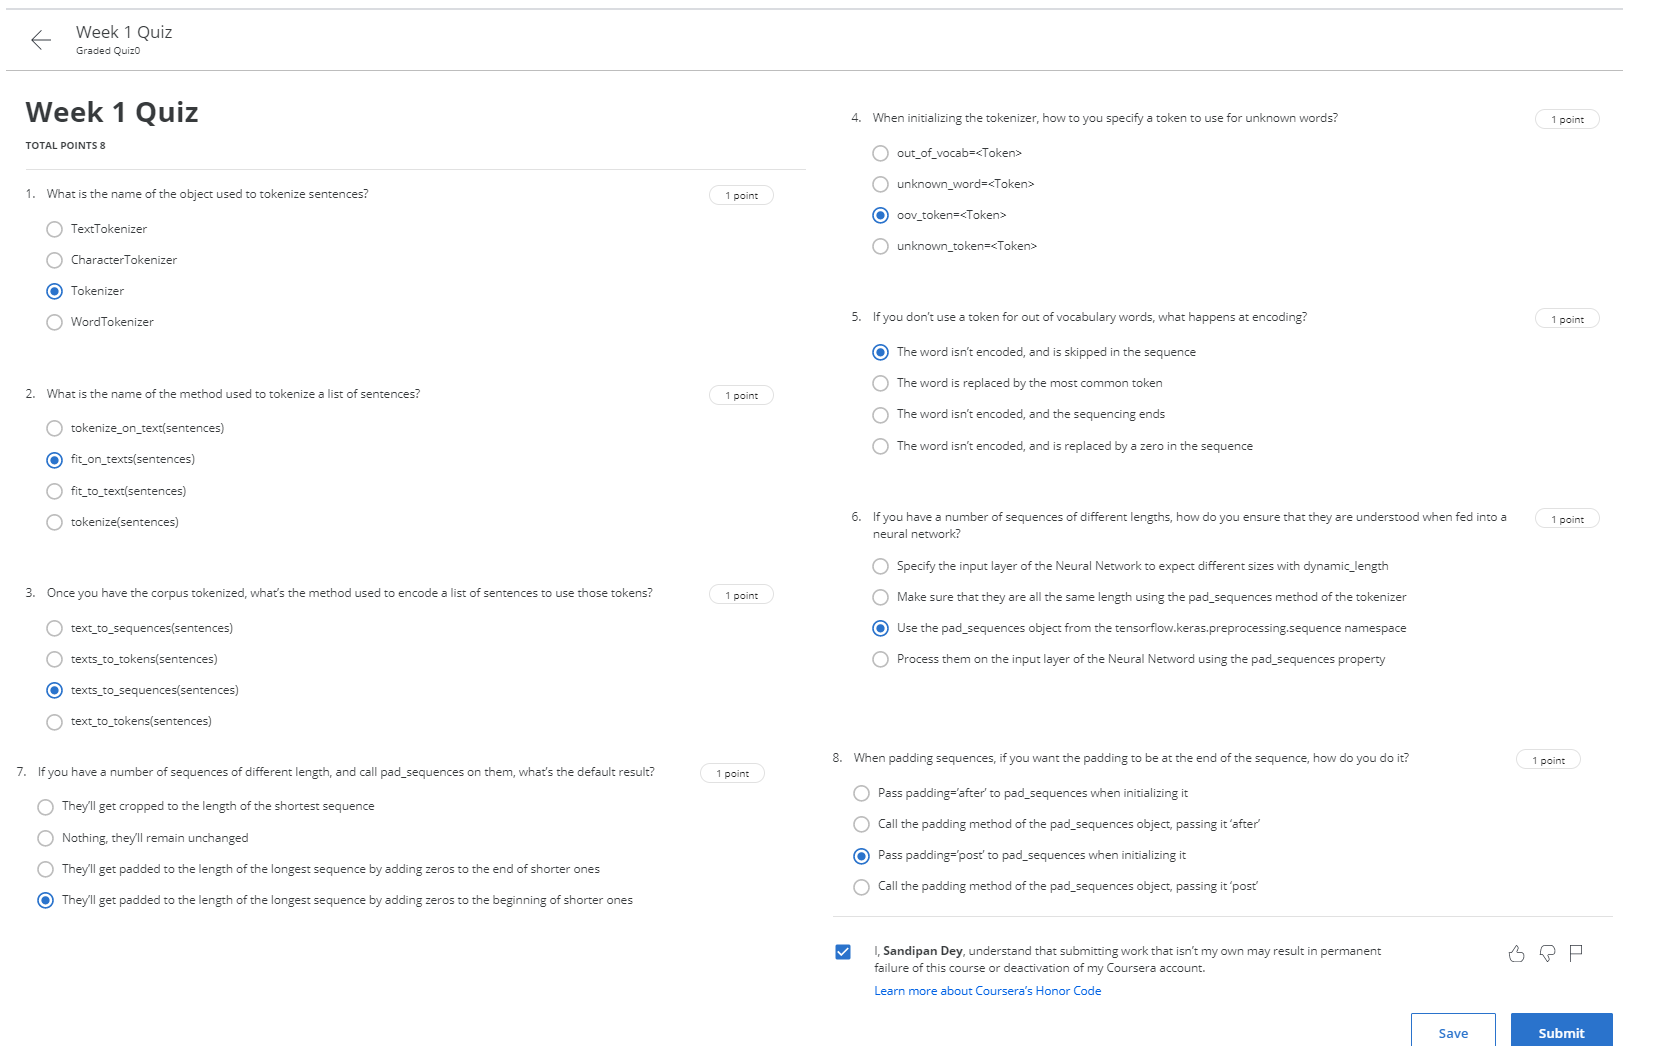 Week 1 Quiz
Graded Quiz0
Week 1 Quiz
TOTAL POINTS 8
1. What is the name of the object used to tokenize sentences?
1 point
TextTokenizer
CharacterTokenizer
Tokenizer
WordTokenizer
2. What is the name of the method used to tokenize a list of sentences?
1 point
tokenize_on_text(sentences)
fit_on_texts(sentences)
fit_to_text(sentences)
tokenize(sentences)
3. Once you have the corpus tokenized, what's the method used to encode a list of sentences to use those tokens?
1 point
text_to_sequences(sentences)
texts_to_tokens(sentences)
texts_to_sequences(sentences)
text_to_tokens(sentences)
4. When initializing the tokenizer, how to you specify a token to use for unknown words?
1 point
out_of_vocab=<Token>
unknown_word=<Token>
oov_token=<Token>
unknown_token=<Token>
5. If you don't use a token for out of vocabulary words, what happens at encoding?
1 point
The word isn't encoded, and is skipped in the sequence
The word is replaced by the most common token
The word isn't encoded, and the sequencing ends
The word isn't encoded, and is replaced by a zero in the sequence
6. If you have a number of sequences of different lengths, how do you ensure that they are understood when fed into a
neural network?
1 point
Specify the input layer of the Neural Network to expect different sizes with dynamic_length
Make sure that they are all the same length using the pad_sequences method of the tokenizer
Use the pad_sequences object from the tensorflow.keras.preprocessing.sequence namespace
Process them on the input layer of the Neural Netword using the pad_sequences property
7. If you have a number of sequences of different length, and call pad_sequences on them, what's the default result?
1 point
They'll get cropped to the length of the shortest sequence
Nothing, they'll remain unchanged
They'll get padded to the length of the longest sequence by adding zeros to the end of shorter ones
They'll get padded to the length of the longest sequence by adding zeros to the beginning of shorter ones
8. When padding sequences, if you want the padding to be at the end of the sequence, how do you do it?
1 point
Pass padding='after' to pad_sequences when initializing it
Call the padding method of the pad_sequences object, passing it 'after'
Pass padding='post' to pad_sequences when initializing it
Call the padding method of the pad_sequences object, passing it 'post'
I, Sandipan Dey, understand that submitting work that isn't my own may result in permanent
failure of this course or deactivation of my Coursera account.
Learn more about Coursera's Honor Code
Save
Submit